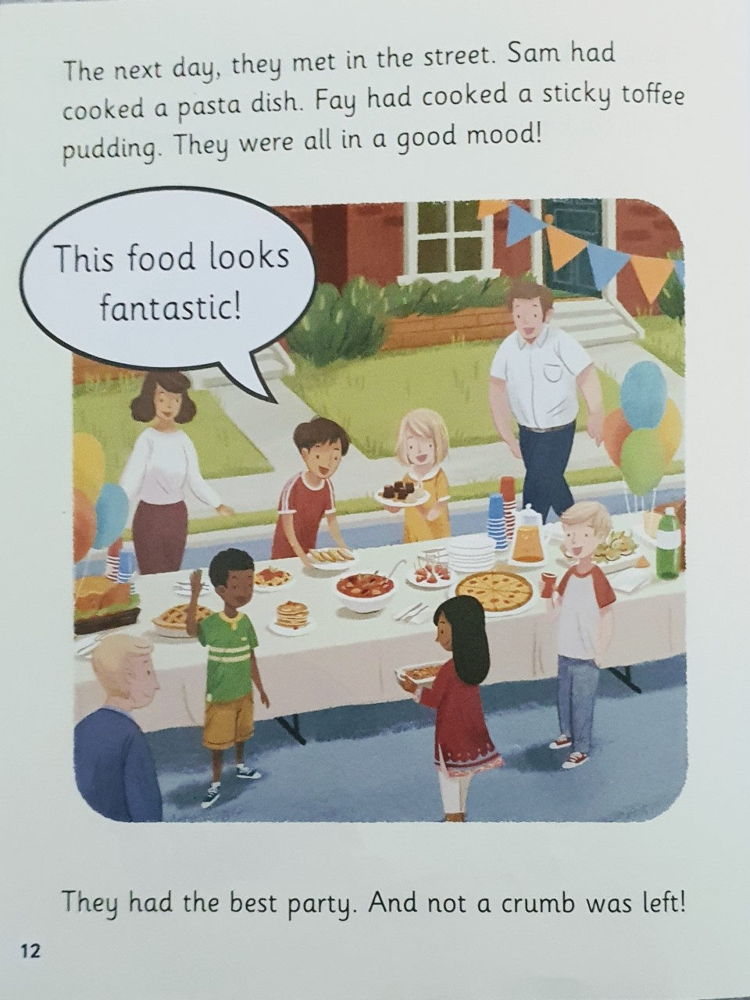 The next day, they met in the street. Sam had
cooked a pasta dish. Fay had cooked a sticky toffee
pudding. They were all in a good mood!
This food looks
fantastic!
They had the best party. And not a crumb was left!
12